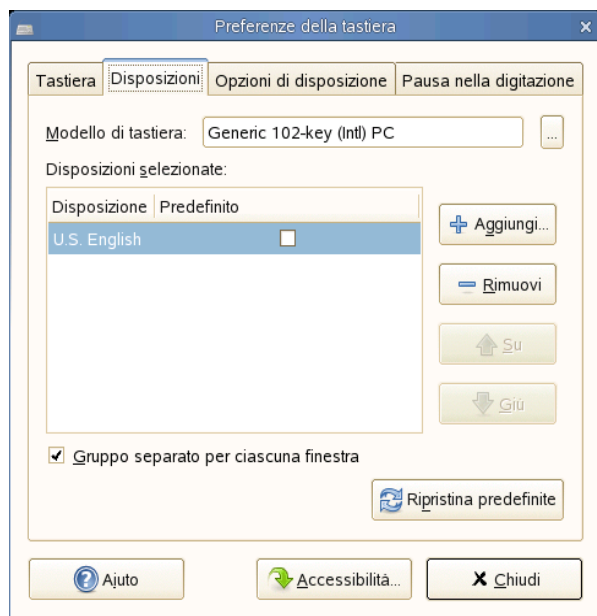 Preferenze della tastiera
Tastiera Disposizioni Opzioni di disposizione Pausa nella digitazione
Modello di tastiera: Generic 102-key (Intl) PC ...
Disposizioni selezionate:
Disposizione Predefinito
U.S. English
Aggiungi...
Rimuovi
Su
Giù
Gruppo separato per ciascuna finestra
Ripristina predefinite
Aiuto Accessibilità... Chiudi